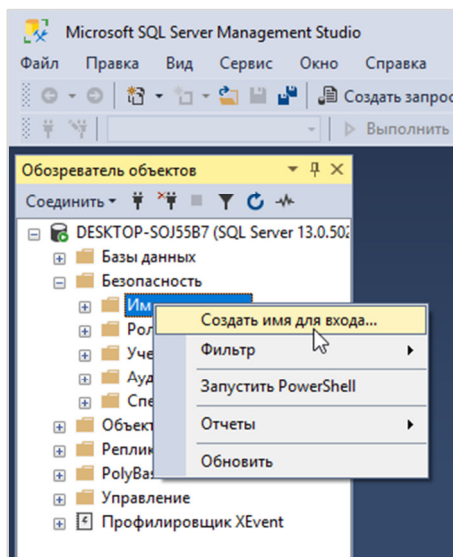 Microsoft SQL Server Management Studio
Файл Правка Вид Сервис Окно Справка
Создать запрос
Выполнить
Обозреватель объектов
Соединить
DESKTOP-SOJ55B7 (SQL Server 13.0.502
Базы данных
Безопасность
Им
Создать имя для входа...
Рол
Фильтр
Уче
Ауд
Запустить PowerShell
Спе
Объект
Отчеты
Реплик
PolyBas
Обновить
Управление
Профилировщик XEvent